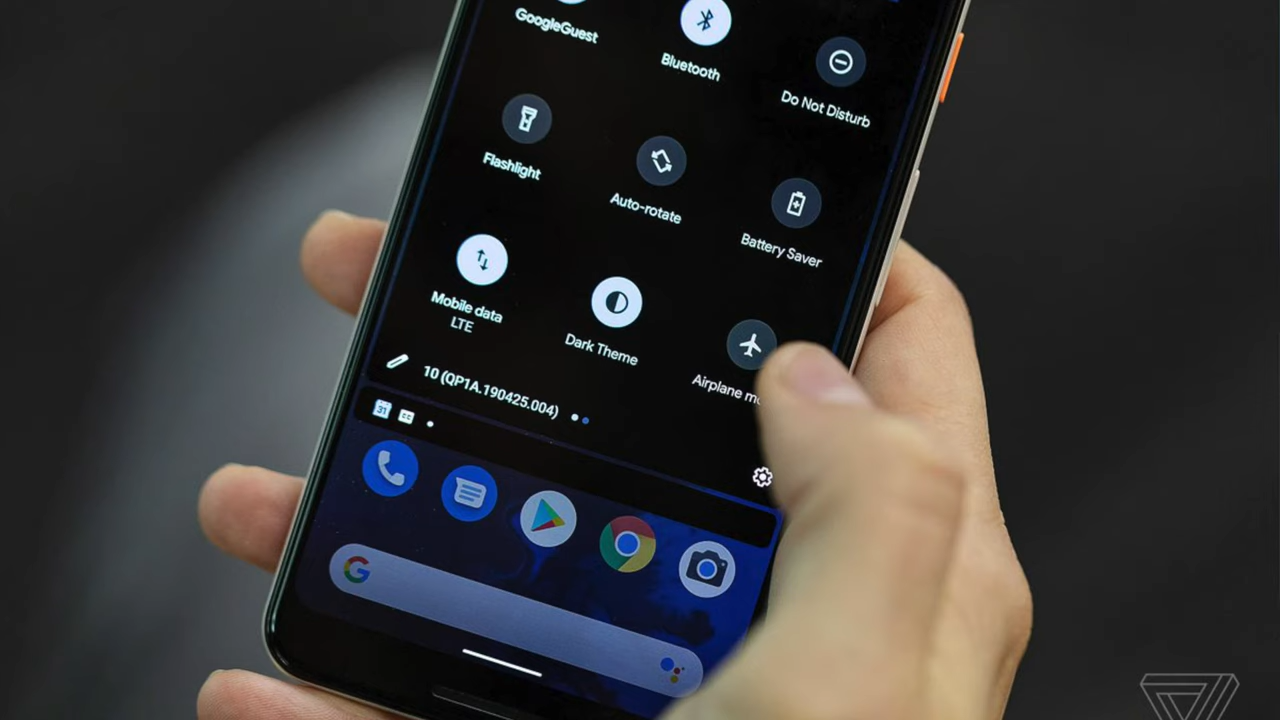 GoogleGuest
Bluetooth
Do Not Disturb
Flashlight
Auto-rotate
Battery Saver
Mobile data
LTE
Dark Theme
Airplane
10 (QP1A.190425.004)
31
G